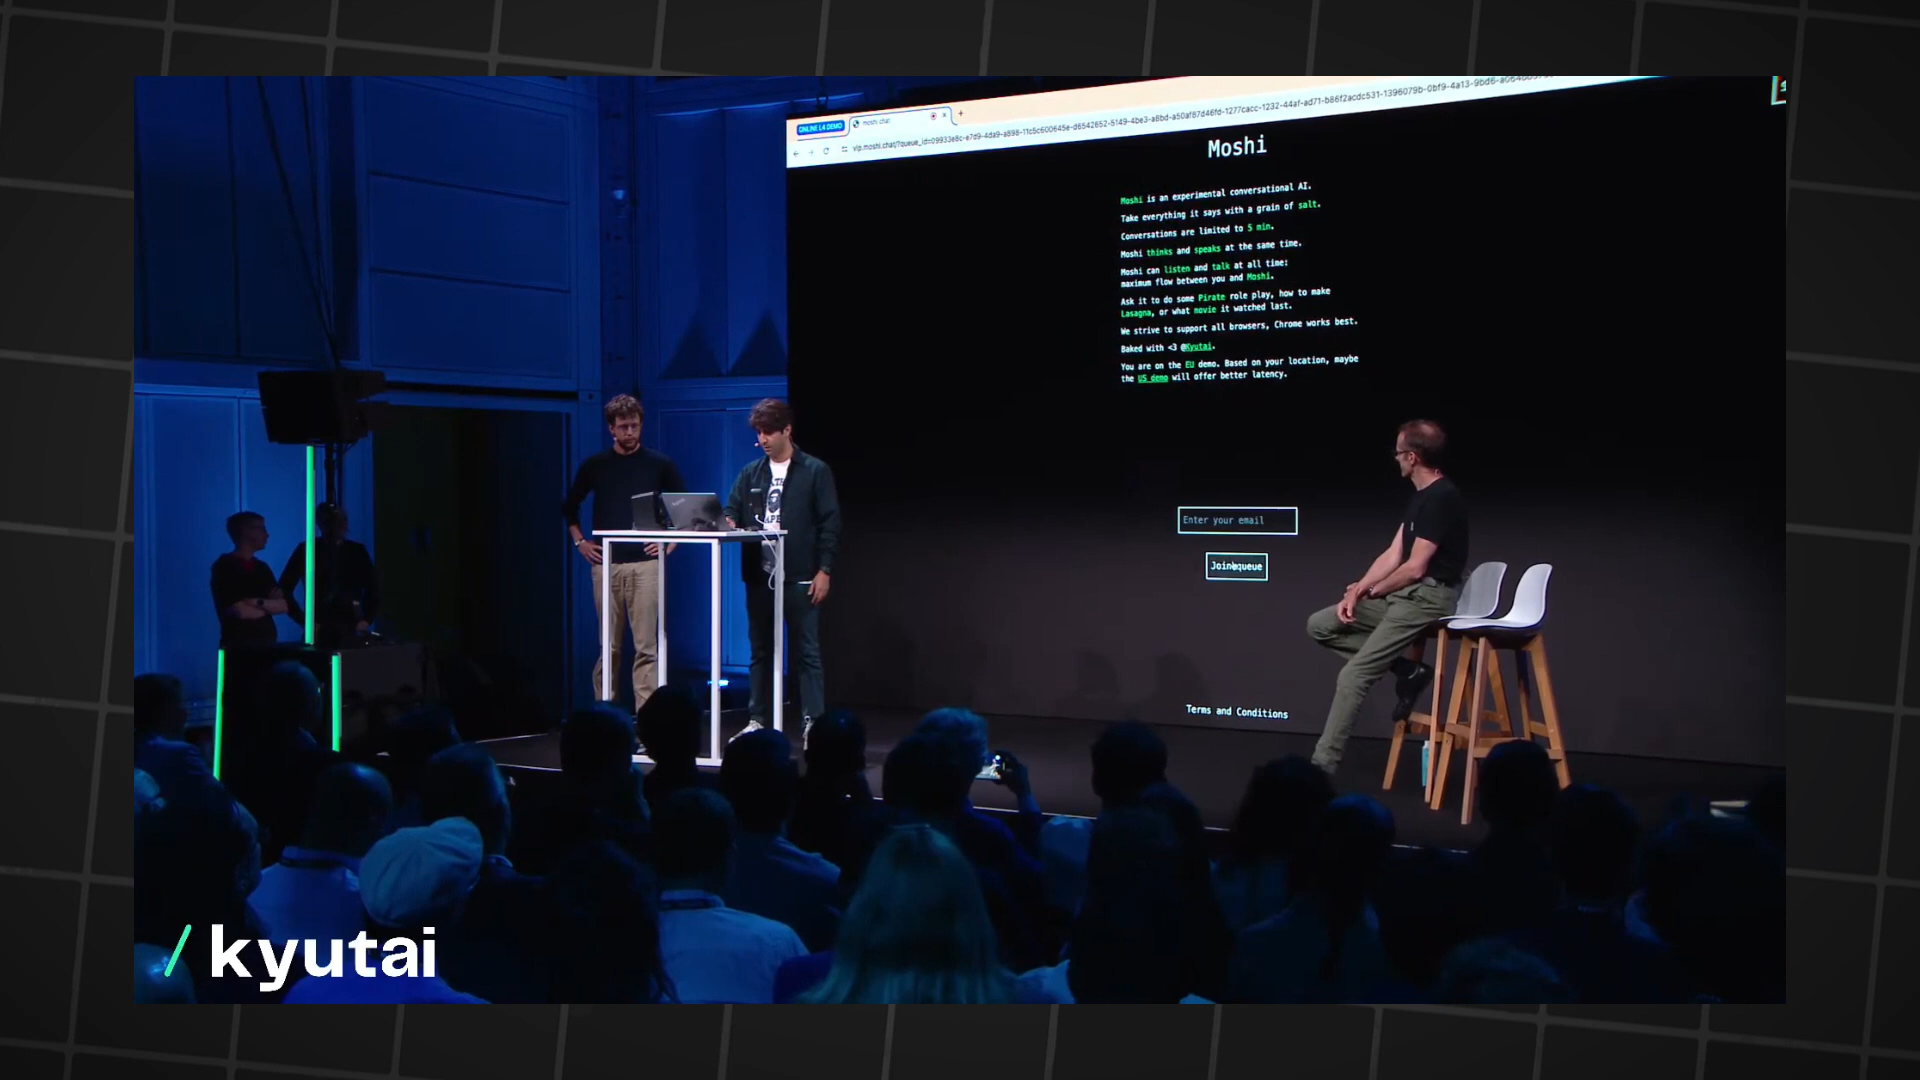 ONLINE L4 DEMO
moshi.chat
Moshi
Moshi is an experimental conversational AI.
Take everything it says with a grain of salt.
Conversations are limited to 5 min.
Moshi thinks and speaks at the same time.
Moshi can listen and talk at all time:
maximum flow between you and Moshi.
Ask it to do some Pirate role play, how to make
Lasagna, or what movie it watched last.
We strive to support all browsers, Chrome works best.
Baked with <3 @Kyutai.
You are on the EU demo. Based on your location, maybe
the US demo will offer better latency.
Enter your email
Join queue
Terms and Conditions
/ kyutai